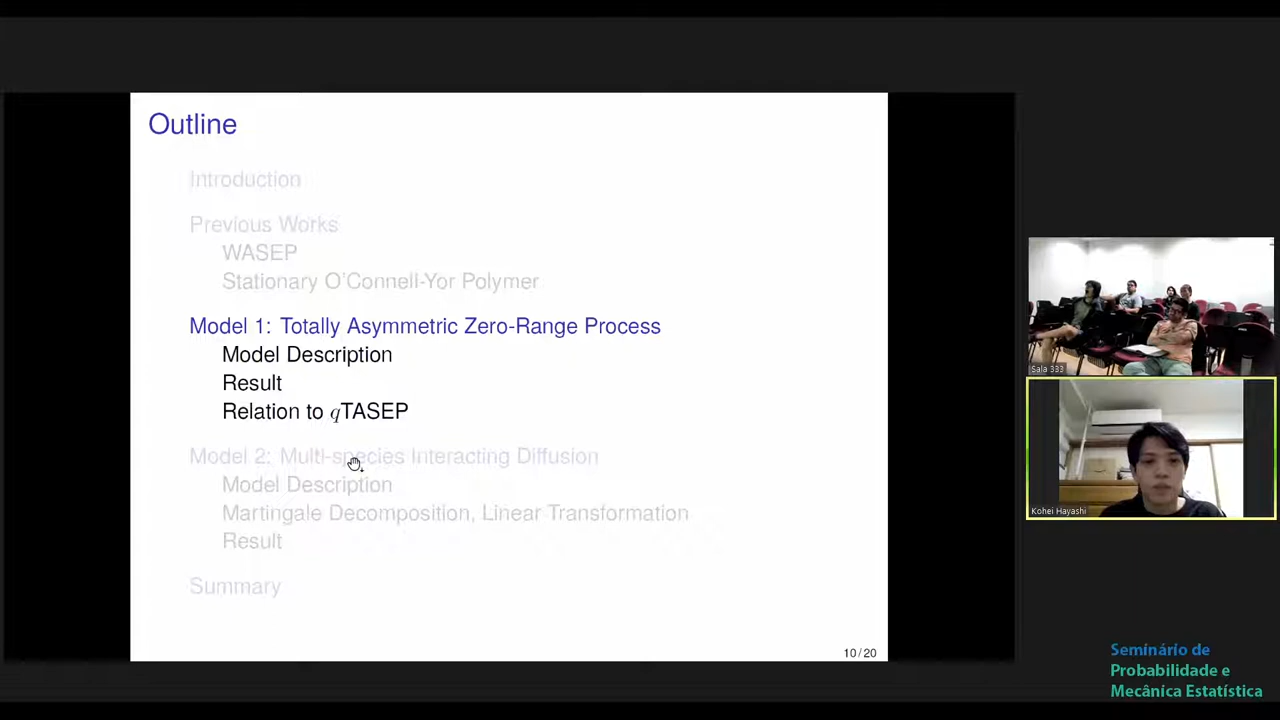 Outline
Introduction
Previous Works
WASEP
Stationary O'Connell-Yor Polymer
Model 1: Totally Asymmetric Zero-Range Process
Model Description
Result
Relation to qTASEP
Model 2: Multi-species Interacting Diffusion
Model Description
Martingale Decomposition, Linear Transformation
Result
Summary
10 / 20
Sala 333
Kohei Hayashi
Seminário de
Probabilidade e
Mecânica Estatística